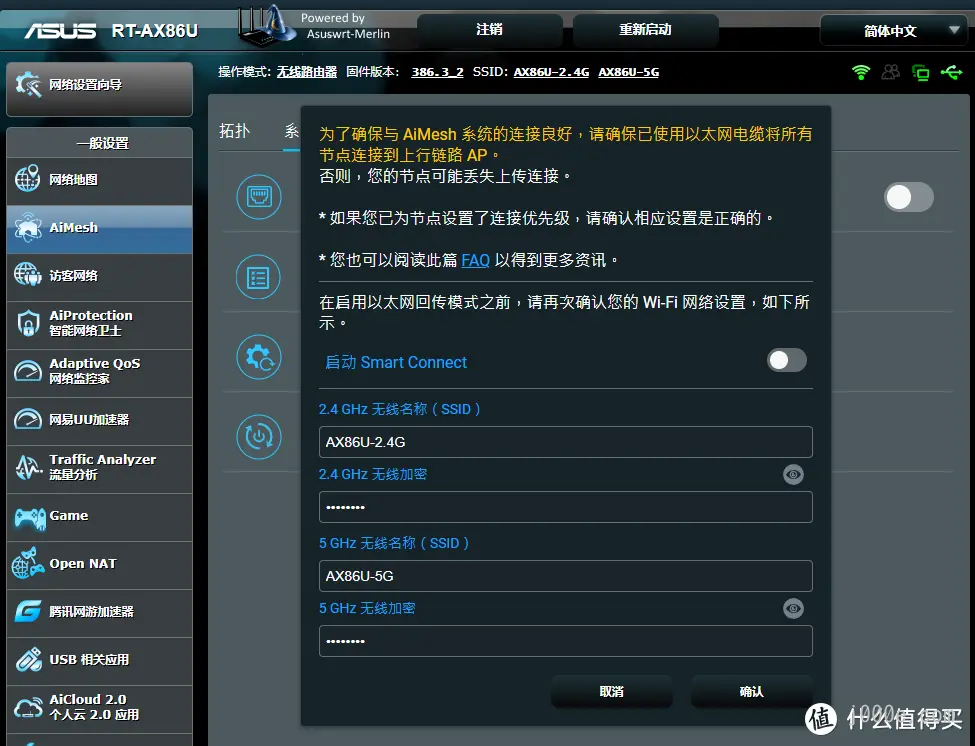 ASUS RT-AX86U
Powered by
Asuswrt-Merlin
注销
重新启动
简体中文
操作模式: 无线路由器 固件版本: 386.3_2 SSID: AX86U-2.4G AX86U-5G
网络设置向导
一般设置
网络地图
AiMesh
访客网络
AiProtection
智能网络卫士
Adaptive QoS
网络监控家
网易UU加速器
Traffic Analyzer
流量分析
Game
Open NAT
腾讯网游加速器
USB 相关应用
AiCloud 2.0
个人云 2.0 应用
拓扑
系
为了确保与 AiMesh 系统的连接良好，请确保已使用以太网电缆将所有
节点连接到上行链路 AP。
否则，您的节点可能丢失上传连接。
* 如果您已为节点设置了连接优先级，请确认相应设置是正确的。
* 您也可以阅读此篇 FAQ 以得到更多资讯。
在启用以太网回传模式之前，请再次确认您的 Wi-Fi 网络设置，如下所
示。
启动 Smart Connect
2.4 GHz 无线名称（SSID）
AX86U-2.4G
2.4 GHz 无线加密
••••••••
5 GHz 无线名称（SSID）
AX86U-5G
5 GHz 无线加密
••••••••
取消
确认
值 什么值得买